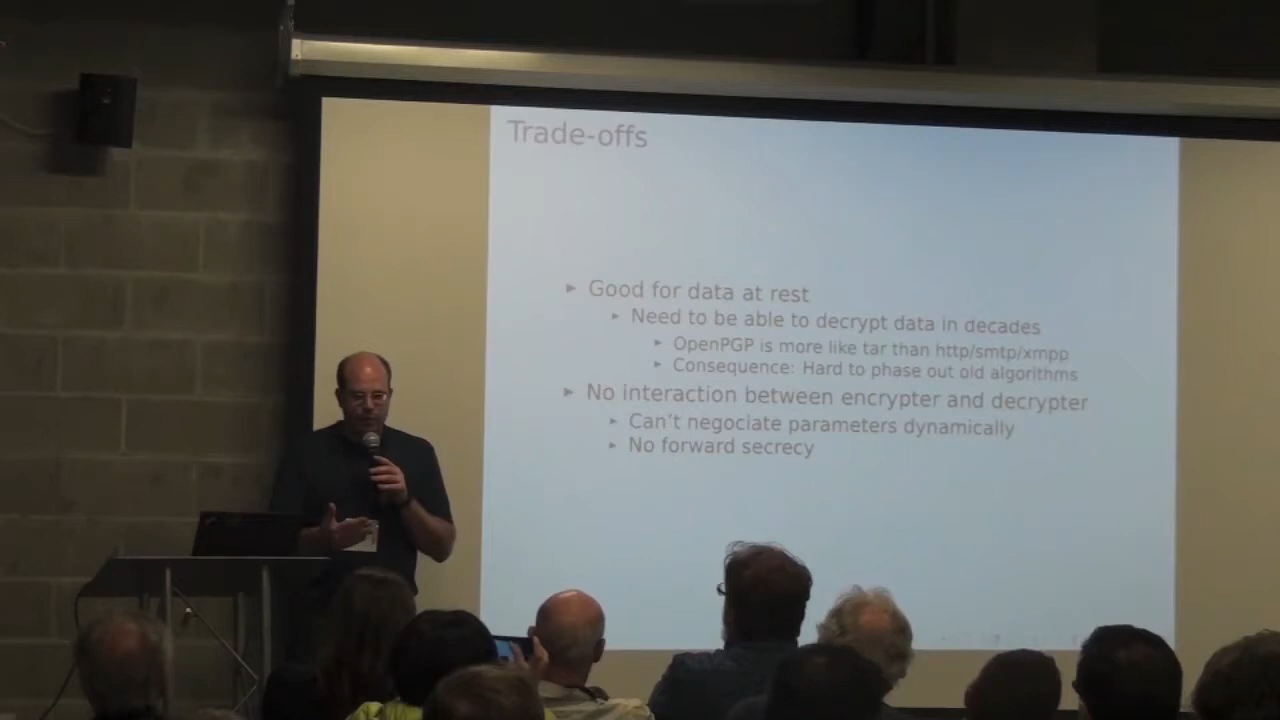 Trade-offs
▸ Good for data at rest
▸ Need to be able to decrypt data in decades
▸ OpenPGP is more like tar than http/smtp/xmpp
▸ Consequence: Hard to phase out old algorithms
▸ No interaction between encrypter and decrypter
▸ Can't negociate parameters dynamically
▸ No forward secrecy